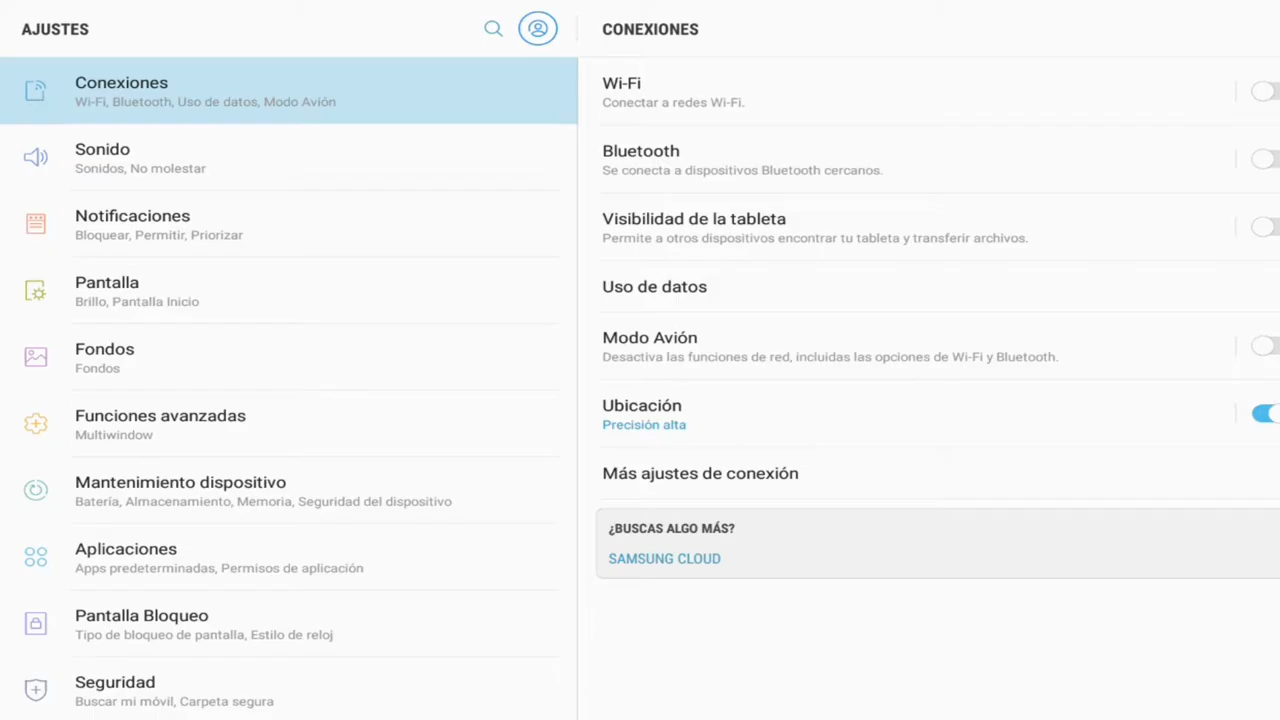 AJUSTES
Conexiones
Wi-Fi, Bluetooth, Uso de datos, Modo Avión
Sonido
Sonidos, No molestar
Notificaciones
Bloquear, Permitir, Priorizar
Pantalla
Brillo, Pantalla Inicio
Fondos
Fondos
Funciones avanzadas
Multiwindow
Mantenimiento dispositivo
Batería, Almacenamiento, Memoria, Seguridad del dispositivo
Aplicaciones
Apps predeterminadas, Permisos de aplicación
Pantalla Bloqueo
Tipo de bloqueo de pantalla, Estilo de reloj
Seguridad
Buscar mi móvil, Carpeta segura
CONEXIONES
Wi-Fi
Conectar a redes Wi-Fi.
Bluetooth
Se conecta a dispositivos Bluetooth cercanos.
Visibilidad de la tableta
Permite a otros dispositivos encontrar tu tableta y transferir archivos.
Uso de datos
Modo Avión
Desactiva las funciones de red, incluidas las opciones de Wi-Fi y Bluetooth.
Ubicación
Precisión alta
Más ajustes de conexión
¿BUSCAS ALGO MÁS?
SAMSUNG CLOUD